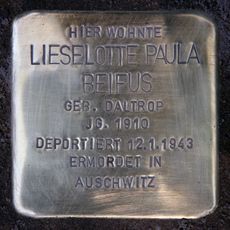 HIER WOHNTE
LIESELOTTE PAULA
BEIFUS
GEB. DALTROP
JG. 1910
DEPORTIERT 12.1.1943
ERMORDET IN
AUSCHWITZ